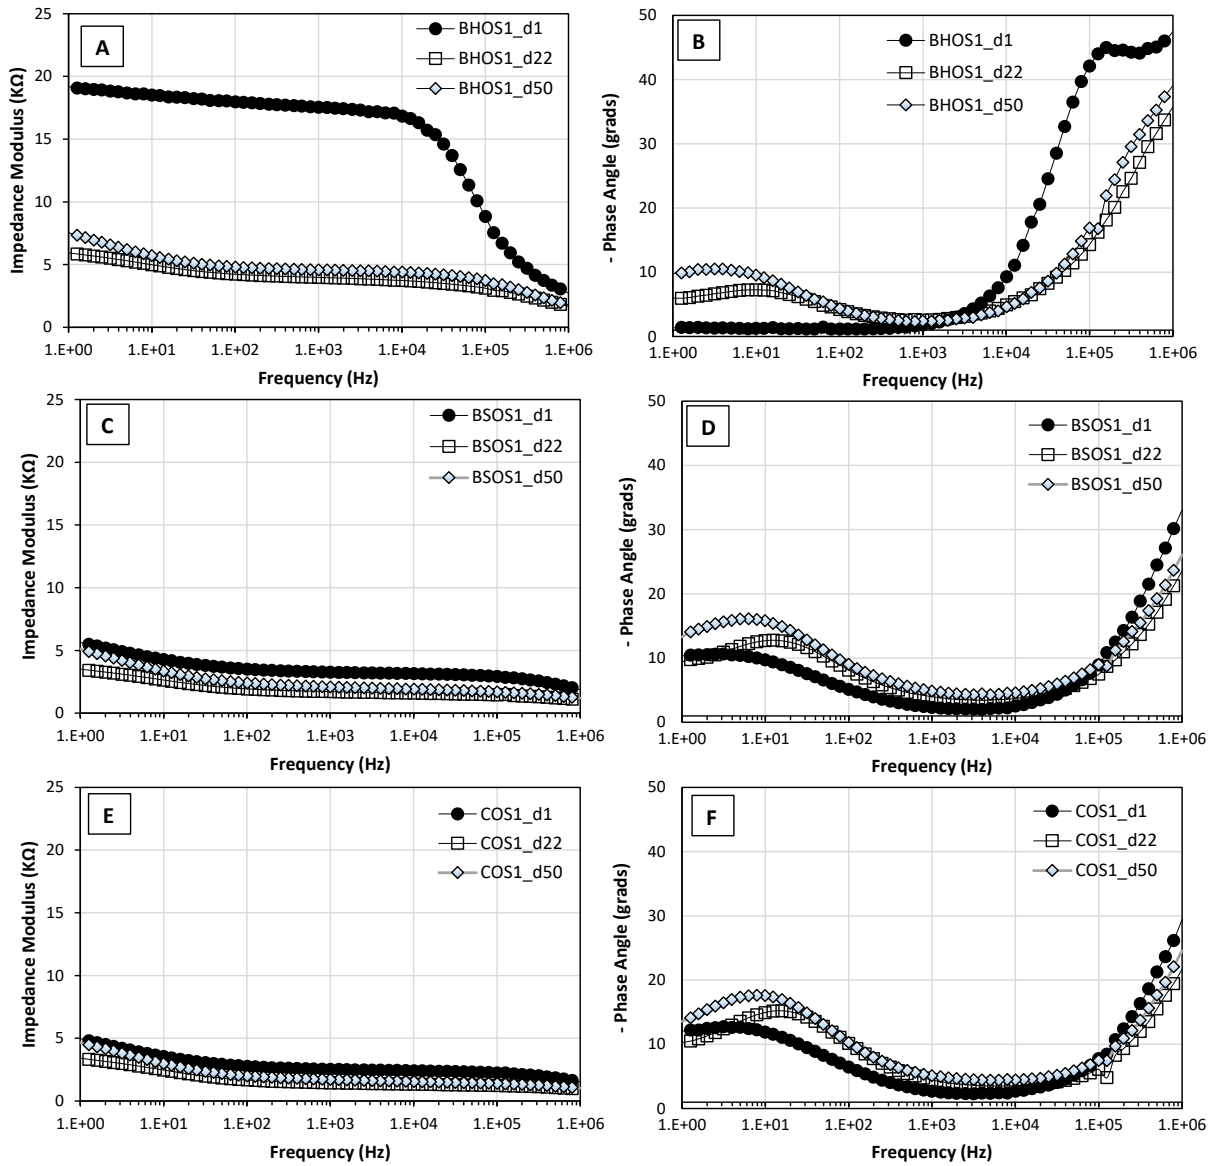 A
BHOS1_d1
BHOS1_d22
BHOS1_d50
Impedance Modulus (KΩ)
25
20
15
10
5
0
1.E+00 1.E+01 1.E+02 1.E+03 1.E+04 1.E+05 1.E+06
Frequency (Hz)
B
BHOS1_d1
BHOS1_d22
BHOS1_d50
- Phase Angle (grads)
50
40
30
20
10
0
1.E+00 1.E+01 1.E+02 1.E+03 1.E+04 1.E+05 1.E+06
Frequency (Hz)
C
BSOS1_d1
BSOS1_d22
BSOS1_d50
Impedance Modulus (KΩ)
25
20
15
10
5
0
1.E+00 1.E+01 1.E+02 1.E+03 1.E+04 1.E+05 1.E+06
Frequency (Hz)
D
BSOS1_d1
BSOS1_d22
BSOS1_d50
- Phase Angle (grads)
50
40
30
20
10
0
1.E+00 1.E+01 1.E+02 1.E+03 1.E+04 1.E+05 1.E+06
Frequency (Hz)
E
COS1_d1
COS1_d22
COS1_d50
Impedance Modulus (KΩ)
25
20
15
10
5
0
1.E+00 1.E+01 1.E+02 1.E+03 1.E+04 1.E+05 1.E+06
Frequency (Hz)
F
COS1_d1
COS1_d22
COS1_d50
- Phase Angle (grads)
50
40
30
20
10
0
1.E+00 1.E+01 1.E+02 1.E+03 1.E+04 1.E+05 1.E+06
Frequency (Hz)